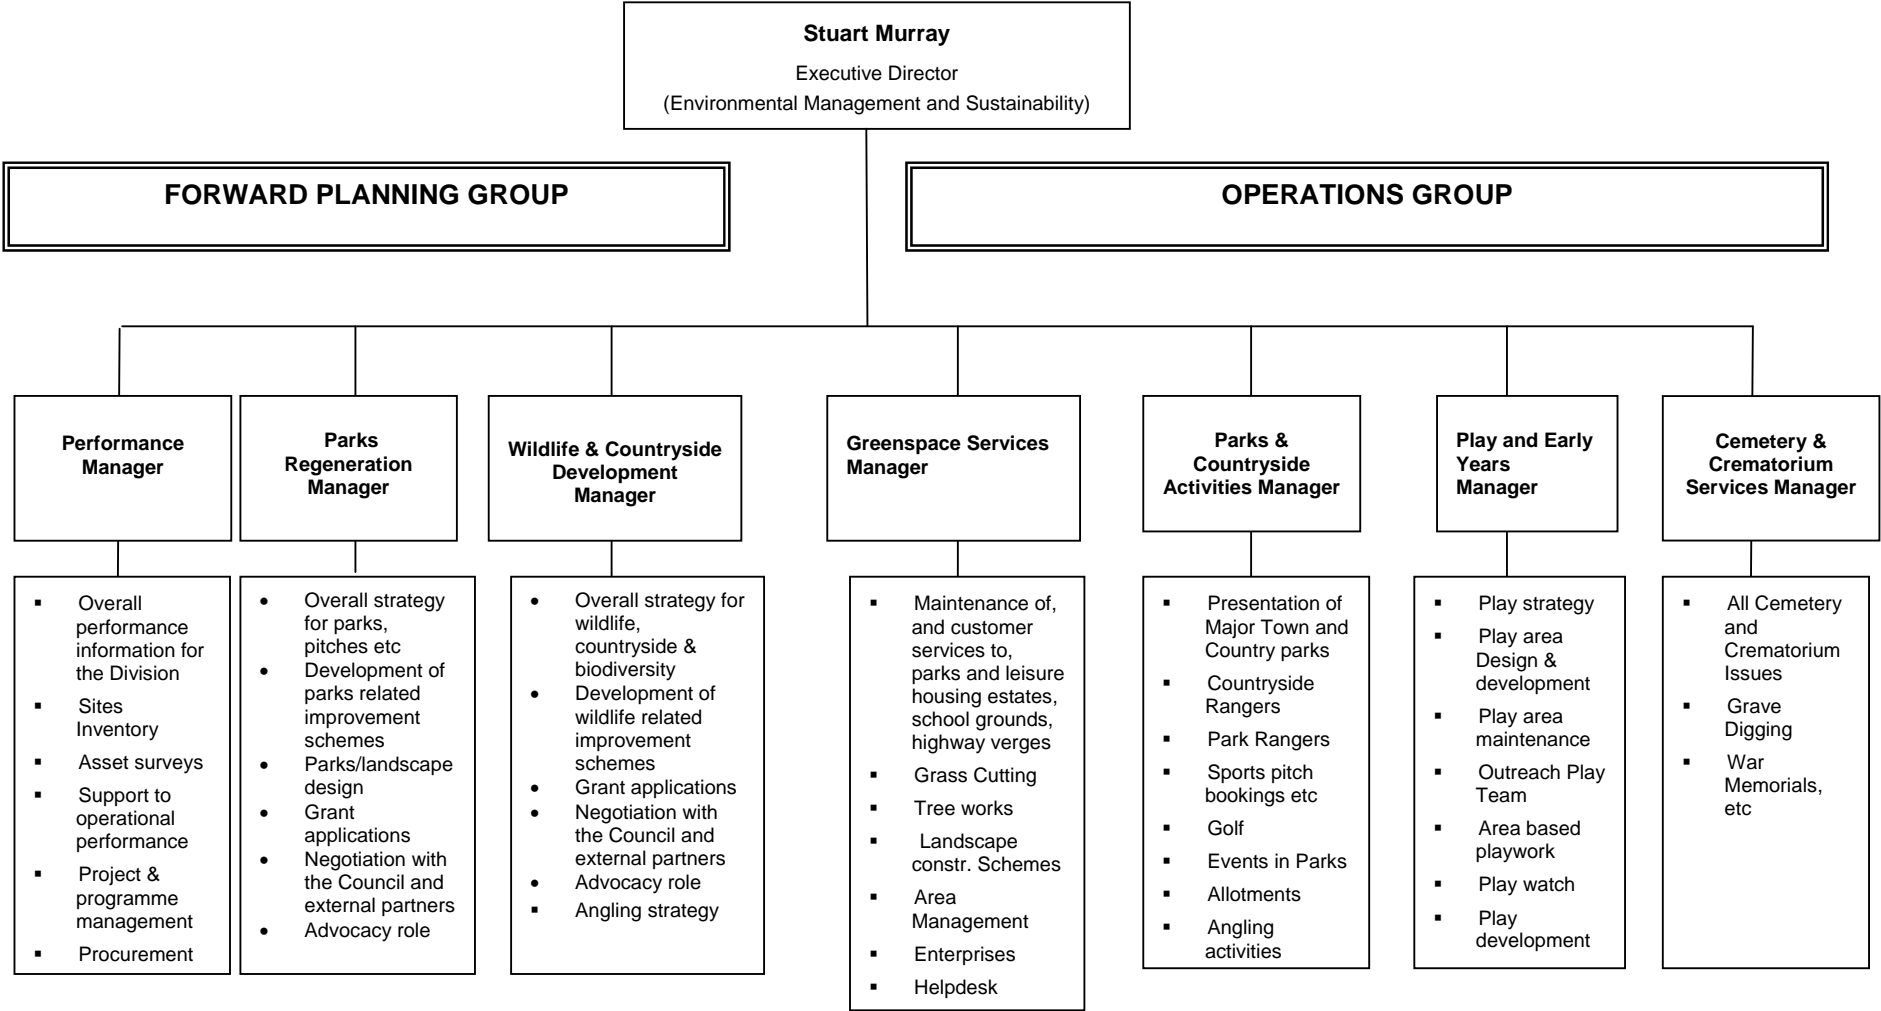 Stuart Murray
Executive Director
(Environmental Management and Sustainability)
FORWARD PLANNING GROUP
OPERATIONS GROUP
Performance
Manager
Parks
Regeneration
Manager
Wildlife & Countryside
Development
Manager
Greenspace Services
Manager
Parks &
Countryside
Activities Manager
Play and Early
Years
Manager
Cemetery &
Crematorium
Services Manager
▪ Overall
performance
information for
the Division
▪ Sites
Inventory
▪ Asset surveys
▪ Support to
operational
performance
▪ Project &
programme
management
▪ Procurement
• Overall strategy
for parks,
pitches etc
• Development of
parks related
improvement
schemes
• Parks/landscape
design
• Grant
applications
• Negotiation with
the Council and
external partners
• Advocacy role
• Overall strategy for
wildlife,
countryside &
biodiversity
• Development of
wildlife related
improvement
schemes
• Grant applications
• Negotiation with
the Council and
external partners
• Advocacy role
▪ Angling strategy
▪ Maintenance of,
and customer
services to,
parks and leisure
housing estates,
school grounds,
highway verges
▪ Grass Cutting
▪ Tree works
▪ Landscape
constr. Schemes
▪ Area
Management
▪ Enterprises
▪ Helpdesk
▪ Presentation of
Major Town and
Country parks
▪ Countryside
Rangers
▪ Park Rangers
▪ Sports pitch
bookings etc
▪ Golf
▪ Events in Parks
▪ Allotments
▪ Angling
activities
▪ Play strategy
▪ Play area
Design &
development
▪ Play area
maintenance
▪ Outreach Play
Team
▪ Area based
playwork
▪ Play watch
▪ Play
development
▪ All Cemetery
and
Crematorium
Issues
▪ Grave
Digging
▪ War
Memorials,
etc